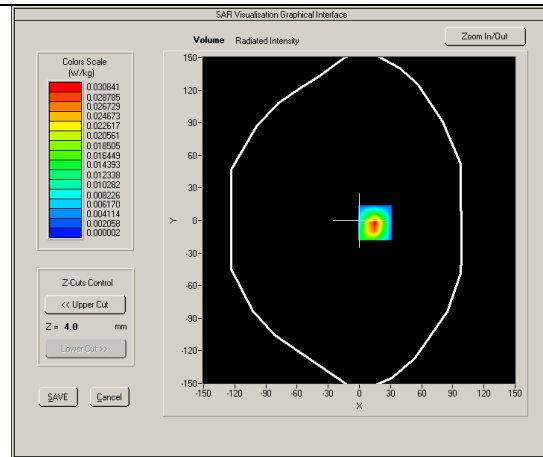 SAR Visualisation Graphical Interface
Volume Radiated Intensity
Zoom In/Out
Colors Scale
(W/kg)
0.030841
0.028785
0.026729
0.024673
0.022617
0.020561
0.018505
0.016449
0.014393
0.012338
0.010282
0.008226
0.006170
0.004114
0.002058
0.000002
Z-Cuts Control
<< Upper Cut
Z = 4.0 mm
Lower Cut >>
SAVE Cancel
150
120
90
60
30
0
-30
-60
-90
-120
-150
Y
-150 -120 -90 -60 -30 0 30 60 90 120 150
X